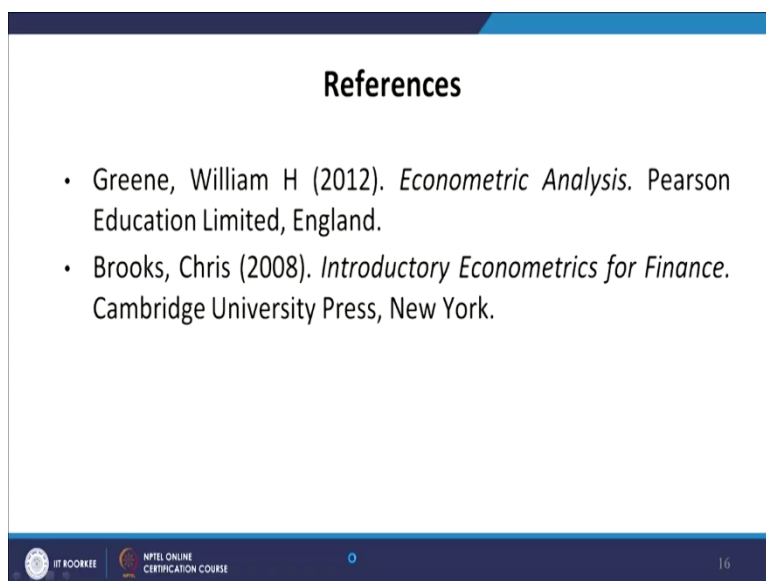 References
• Greene, William H (2012). Econometric Analysis. Pearson
Education Limited, England.
• Brooks, Chris (2008). Introductory Econometrics for Finance.
Cambridge University Press, New York.
IIT ROORKEE
NPTEL ONLINE
CERTIFICATION COURSE
16